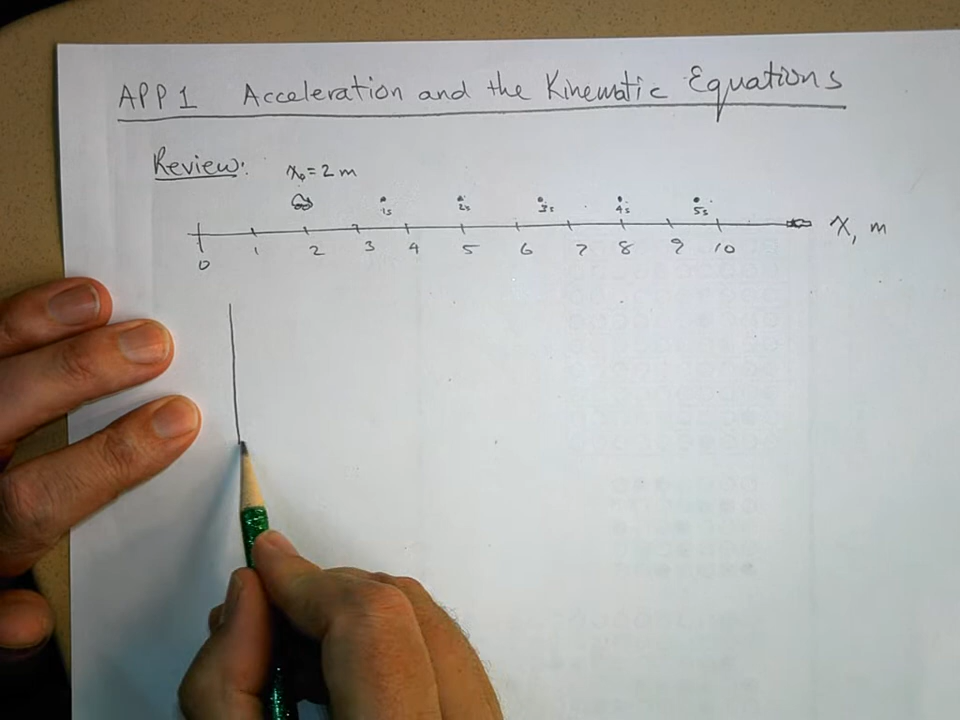 APP 1 Acceleration and the Kinematic Equations
Review: x₀ = 2 m
1s 2s 3s 4s 5s
0 1 2 3 4 5 6 7 8 9 10 X, m